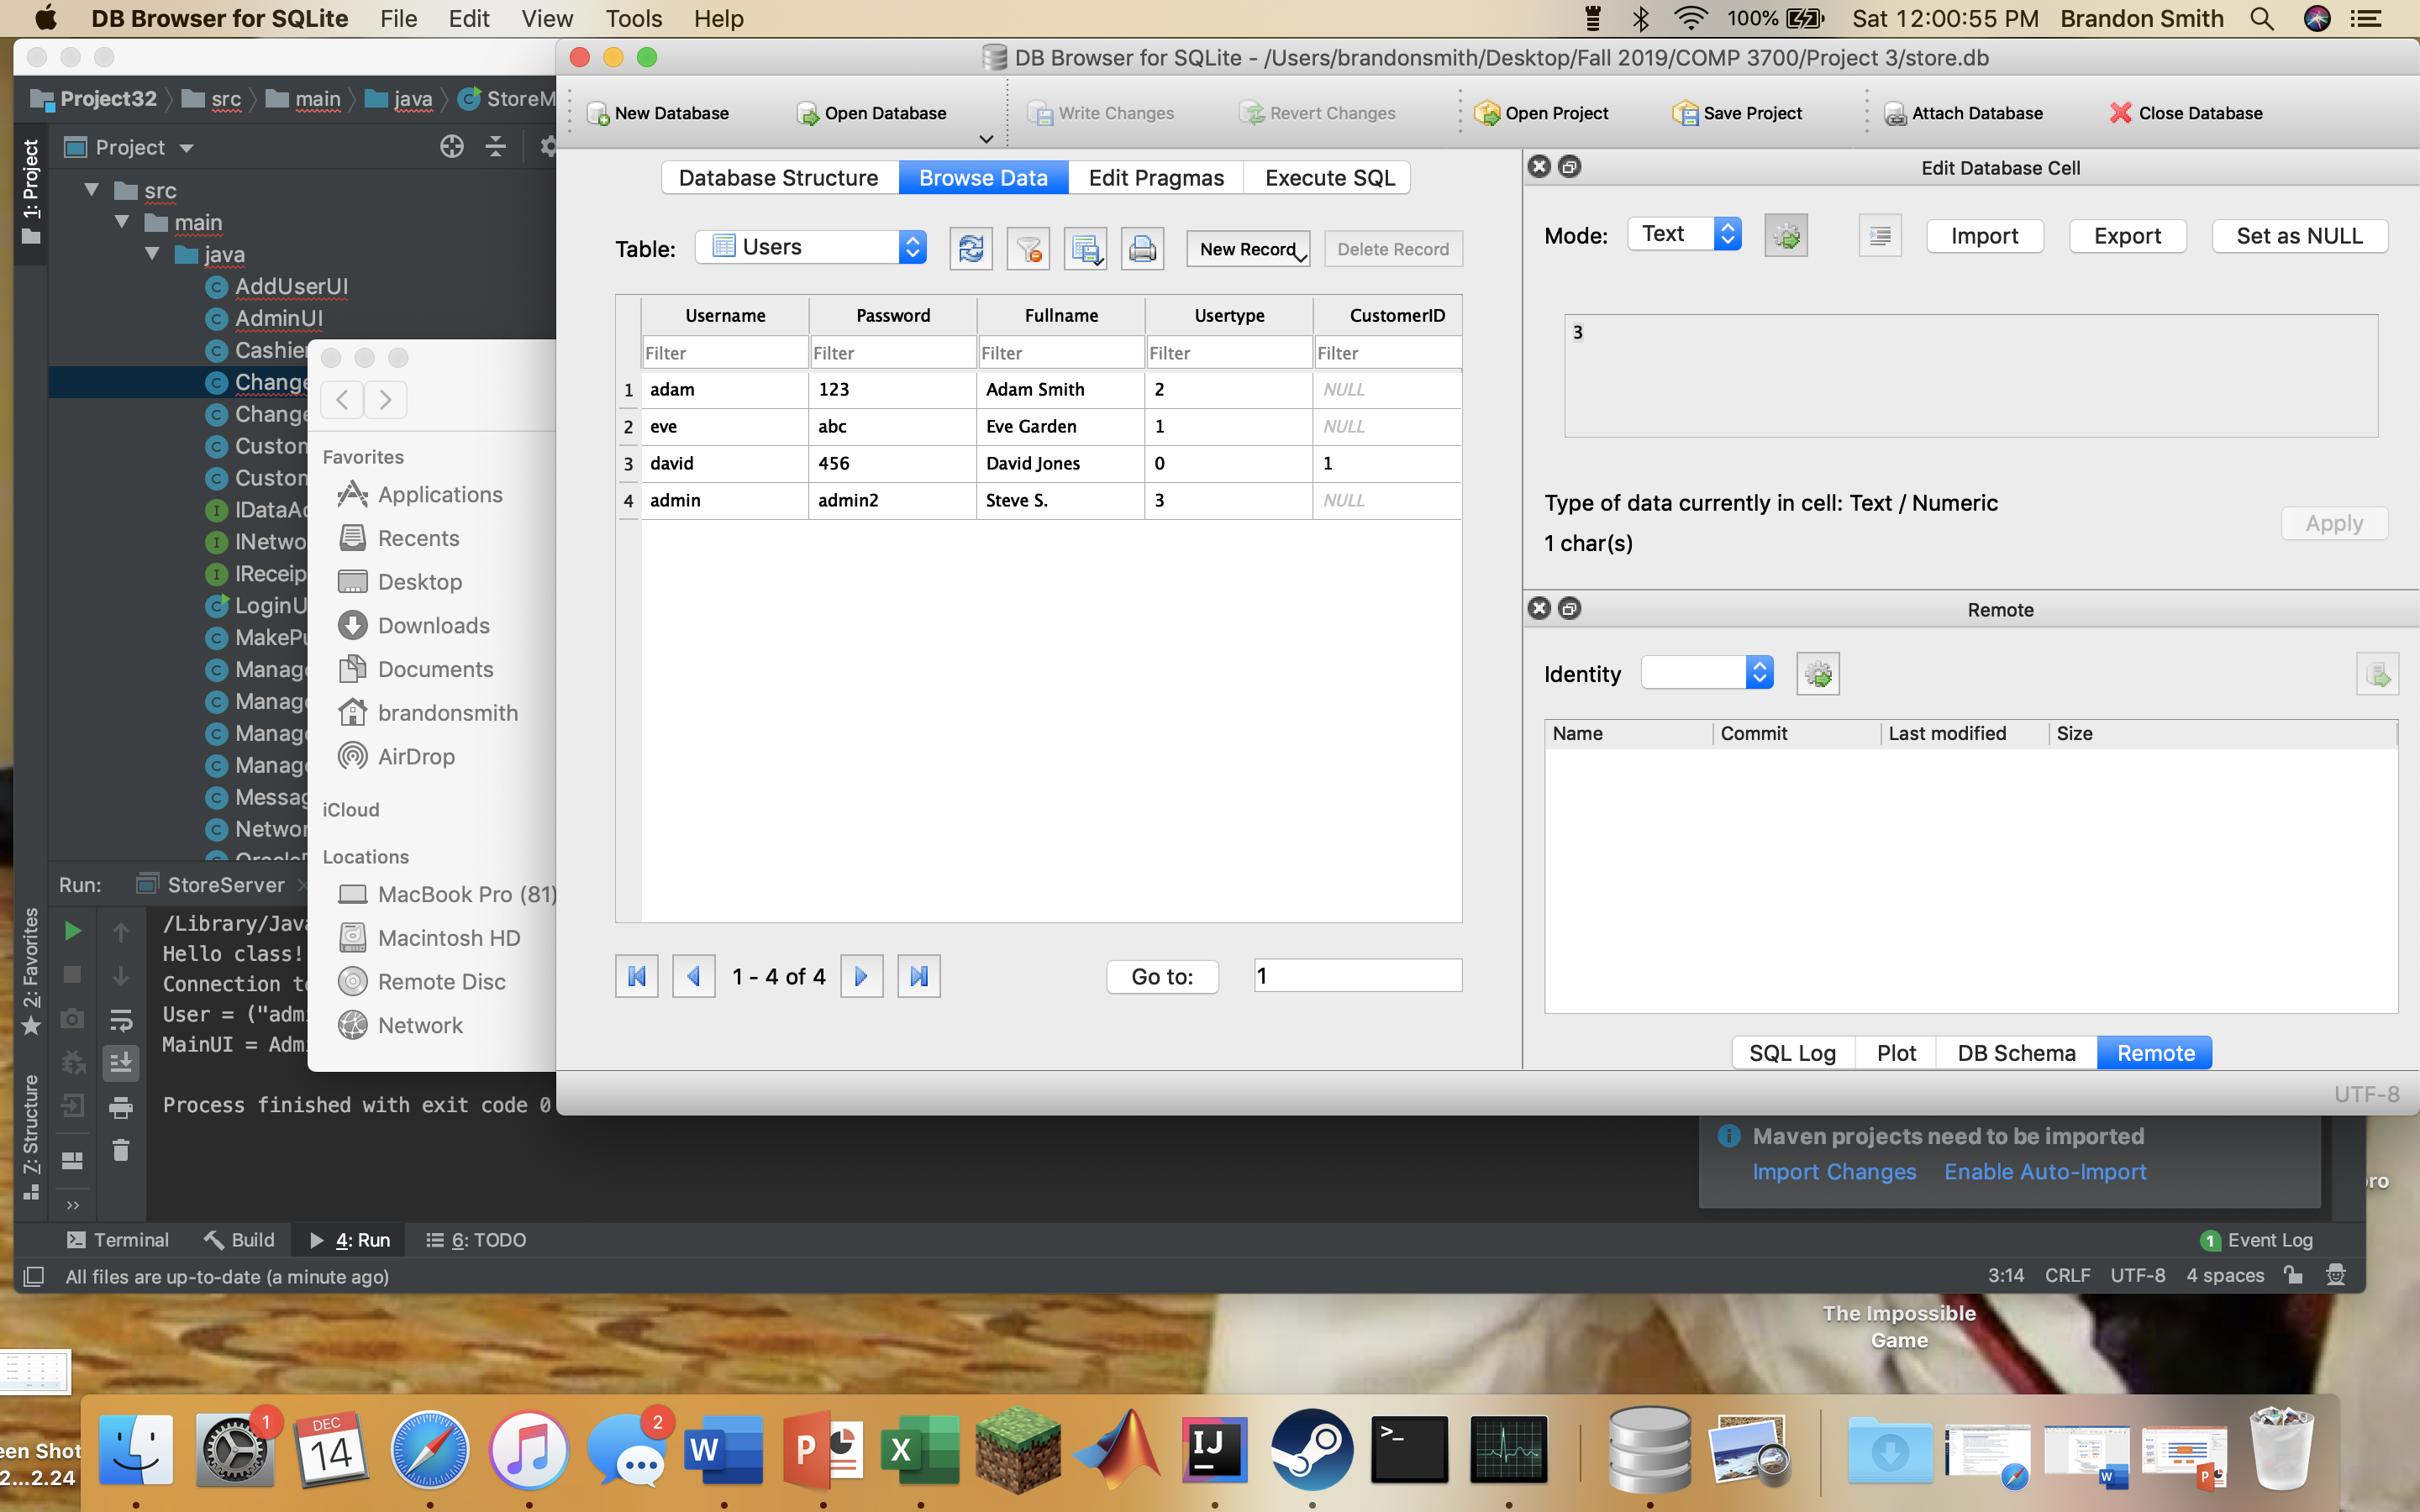 DB Browser for SQLite File Edit View Tools Help 100% Sat 12:00:55 PM Brandon Smith
DB Browser for SQLite - /Users/brandonsmith/Desktop/Fall 2019/COMP 3700/Project 3/store.db
Project32 src main java StoreM
New Database Open Database Write Changes Revert Changes Open Project Save Project Attach Database Close Database
1: Project
Project
src
main
java
AddUserUI
AdminUI
Cashier
Change
Change
Custom
Custom
IDataAc
INetwo
IReceip
LoginU
MakePu
Manage
Manage
Manage
Manage
Messag
Networ
Favorites
Applications
Recents
Desktop
Downloads
Documents
brandonsmith
AirDrop
iCloud
Locations
MacBook Pro (81)
Macintosh HD
Remote Disc
Network
Database Structure Browse Data Edit Pragmas Execute SQL
Table: Users New Record Delete Record
Username Password Fullname Usertype CustomerID
Filter Filter Filter Filter Filter
1 adam 123 Adam Smith 2 NULL
2 eve abc Eve Garden 1 NULL
3 david 456 David Jones 0 1
4 admin admin2 Steve S. 3 NULL
1 - 4 of 4 Go to: 1
Edit Database Cell
Mode: Text Import Export Set as NULL
3
Type of data currently in cell: Text / Numeric
1 char(s)
Apply
Remote
Identity
Name Commit Last modified Size
SQL Log Plot DB Schema Remote
UTF-8
2: Favorites
7: Structure
Run: StoreServer
/Library/Java
Hello class!
Connection to
User = ("adm
MainUI = Adm
Process finished with exit code 0
Maven projects need to be imported
Import Changes Enable Auto-Import
Terminal Build 4: Run 6: TODO 1 Event Log
All files are up-to-date (a minute ago) 3:14 CRLF UTF-8 4 spaces
ro
The Impossible
Game
een Shot
2...2.24
1
DEC
14
2
W
P
X
IJ
>_
W
P